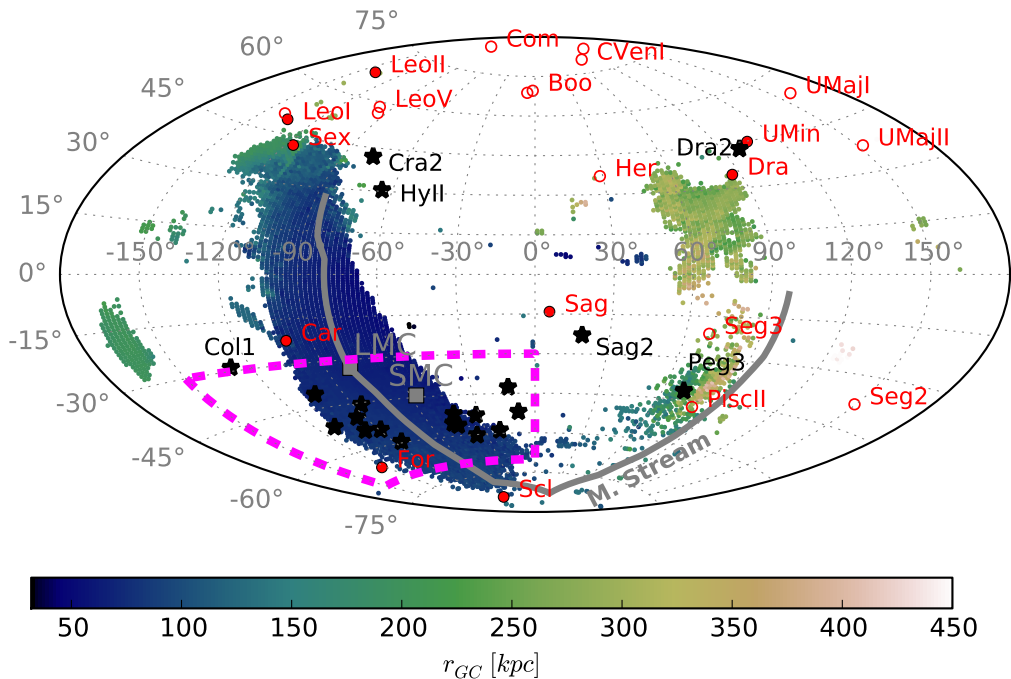 75°
Com
60°
CVenI
LeoII
45°
Boo
UMajI
LeoV
LeoI
30°
Sex
UMin
UMajII
Dra2
Cra2
Her
Dra
HyII
15°
-150° -120° -90° -60° -30° 0° 30° 60° 90° 120° 150°
0°
Sag
-15°
Car
Seg3
Col1
LMC
Sag2
Peg3
SMC
-30°
PiscII
Seg2
-45°
For
M. Stream
Scl
-60°
-75°
50 100 150 200 250 300 350 400 450
r_{GC} [kpc]